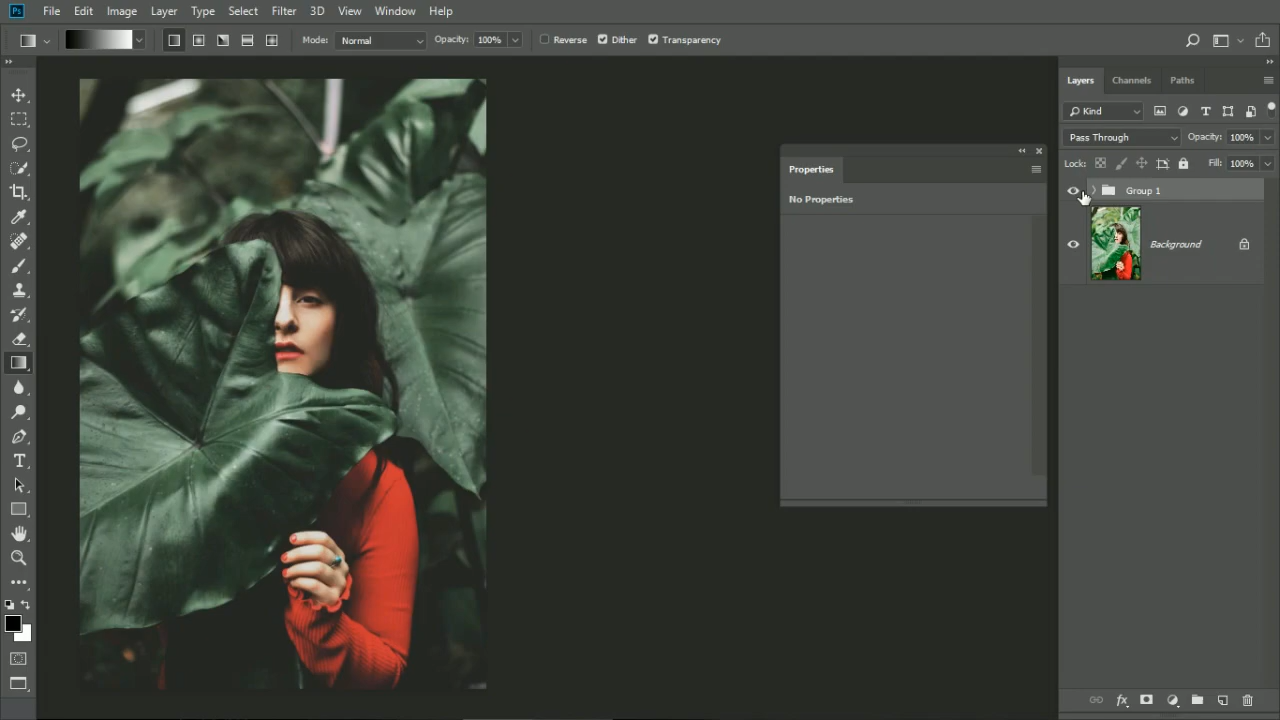 Ps File Edit Image Layer Type Select Filter 3D View Window Help
Mode: Normal Opacity: 100% Reverse Dither Transparency
Layers Channels Paths
Kind
Pass Through Opacity: 100%
Lock: Fill: 100%
Properties
No Properties
Group 1
Background
fx